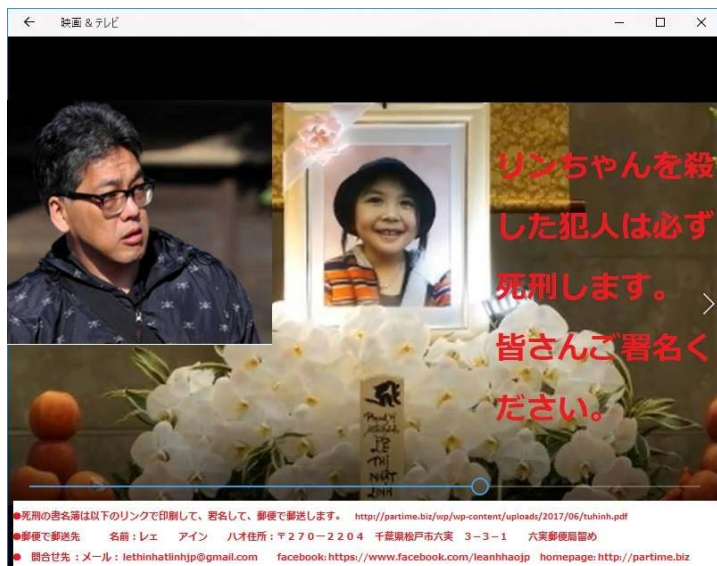 映画 & テレビ
リンちゃんを殺
した犯人は必ず
死刑します。
皆さんご署名く
ださい。
●死刑の書名簿は以下のリンクで印刷して、署名して、郵便で郵送します。 http://partime.biz/wp/wp-content/uploads/2017/06/tuhinh.pdf
●郵便で郵送先 名前:レェ アイン ハオ住所:〒270-2204 千葉県松戸市六実 3-3-1 六実郵便局留め
● 問合せ先 :メール: lethinhatlinhjp@gmail.com facebook: https://www.facebook.com/leanhhaojp homepage: http://partime.biz